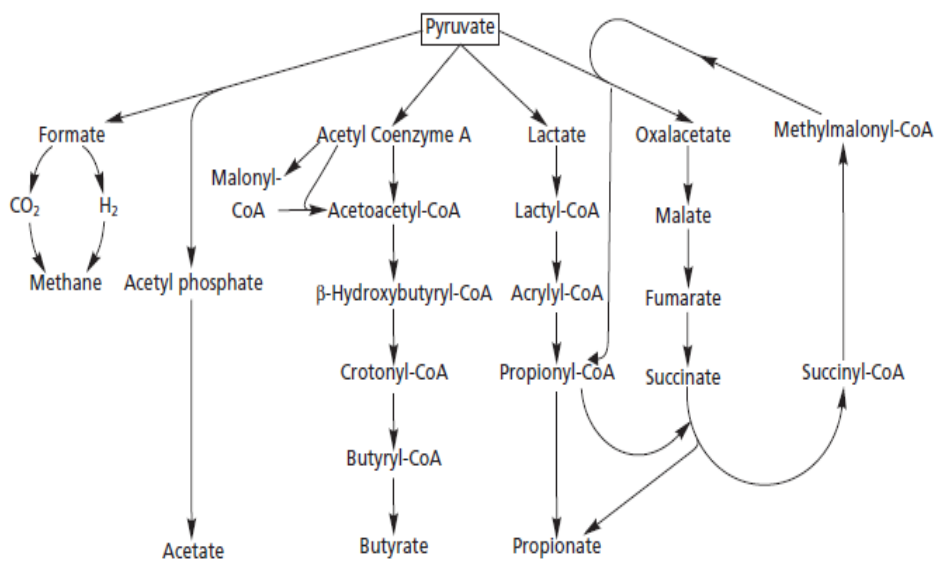 Pyruvate
Formate
Acetyl Coenzyme A
Lactate
Oxalacetate
Methylmalonyl-CoA
Malonyl-
CoA
CO₂
H₂
Acetoacetyl-CoA
Lactyl-CoA
Malate
Methane
Acetyl phosphate
β-Hydroxybutyryl-CoA
Acrylyl-CoA
Fumarate
Crotonyl-CoA
Propionyl-CoA
Succinate
Succinyl-CoA
Butyryl-CoA
Acetate
Butyrate
Propionate